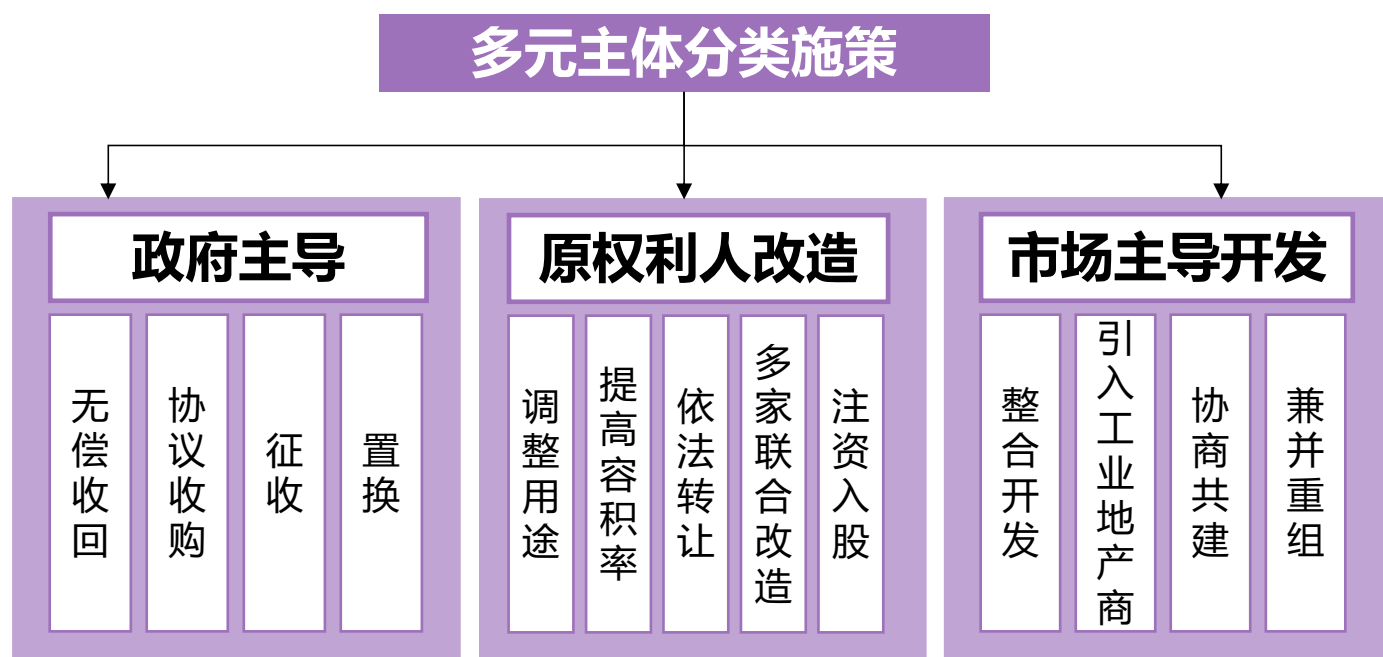 多元主体分类施策
政府主导
无偿收回
协议收购
征收
置换
原权利人改造
调整用途
提高容积率
依法转让
多家联合改造
注资入股
市场主导开发
整合开发
引入工业地产商
协商共建
兼并重组